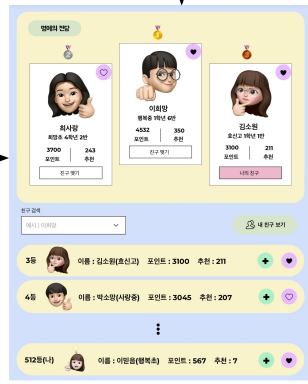 명예의 전당
최사랑
희망초 4학년 2반
3700 포인트 243 추천
친구 맺기
이희망
행복중 1학년 6반
4532 포인트 350 추천
친구 맺기
김소원
효신고 1학년 1반
3100 포인트 211 추천
나의 친구
친구 검색
예시 | 이희망
내 친구 보기
3등 이름 : 김소원(효신고) 포인트 : 3100 추천 : 211
4등 이름 : 박소망(사랑중) 포인트 : 3045 추천 : 207
512등(나) 이름 : 이믿음(행복초) 포인트 : 567 추천 : 7